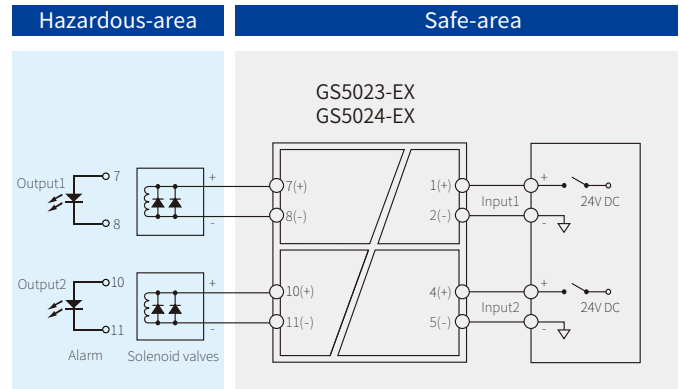 Hazardous-area
Safe-area
GS5023-EX
GS5024-EX
Output1
7
8
+
-
7(+)
8(-)
1(+)
2(-)
Input1
+
-
24V DC
Output2
10
11
+
-
10(+)
11(-)
4(+)
5(-)
Input2
+
-
24V DC
Alarm
Solenoid valves